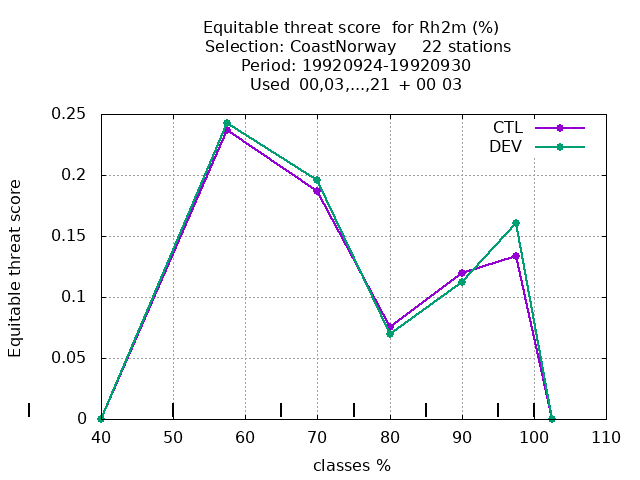 Equitable threat score  for Rh2m (%)
Selection: CoastNorway     22 stations
Period: 19920924-19920930
Used  00,03,...,21  + 00 03
CTL
DEV
Equitable threat score
0.25
0.2
0.15
0.1
0.05
0
40 50 60 70 80 90 100 110
classes %